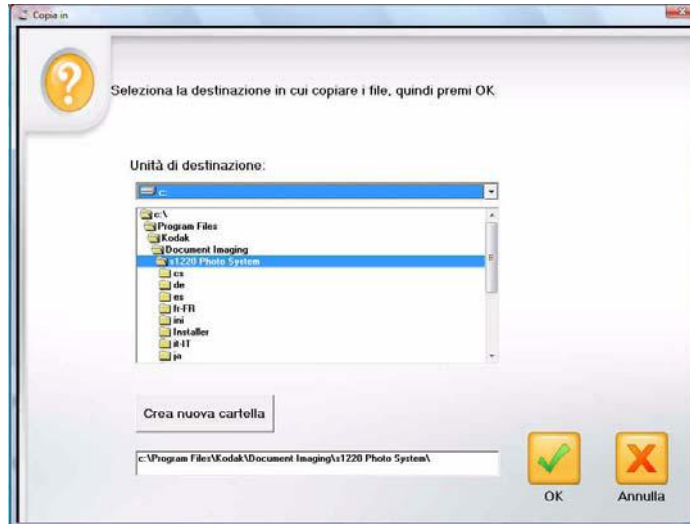 Copia in
Seleziona la destinazione in cui copiare i file, quindi premi OK
Unità di destinazione:
c:
c:\
Program Files
Kodak
Document Imaging
s1220 Photo System
cs
de
es
fr-FR
ini
Installer
it-IT
ja
Crea nuova cartella
c:\Program Files\Kodak\Document Imaging\s1220 Photo System\
OK
Annulla